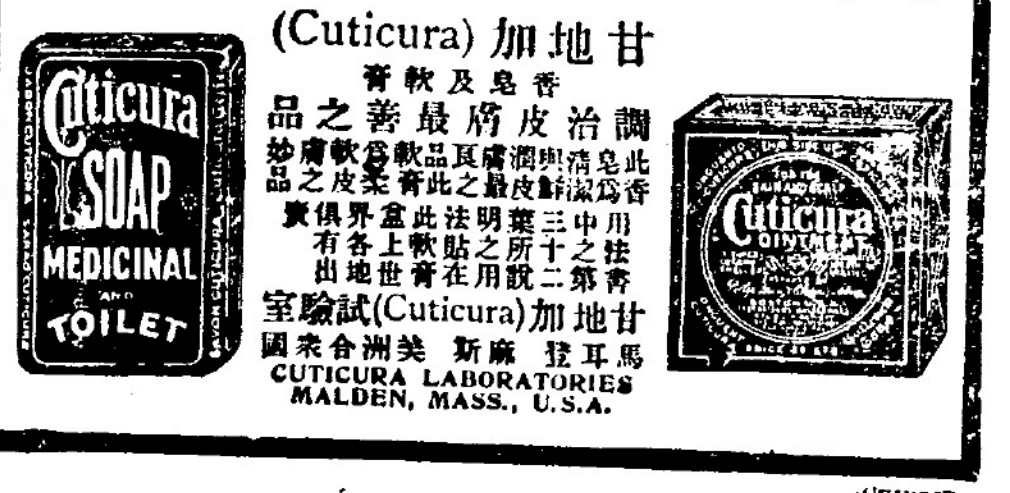 Cuticura
SOAP
MEDICINAL
AND
TOILET
甘地加 (Cuticura)
香皂及軟膏
調治皮膚最善之品
此香皂爲清潔與鮮潤皮膚最良之品此軟膏爲柔軟皮膚之妙品
用法書中之第三十二葉所說明之用法貼在此軟膏盒上世界各地俱有出賣
甘地加(Cuticura)試驗室
美洲合衆國 麻斯 馬耳登
CUTICURA LABORATORIES
MALDEN, MASS., U.S.A.
THIS SIDE UP
Cuticura
OINTMENT